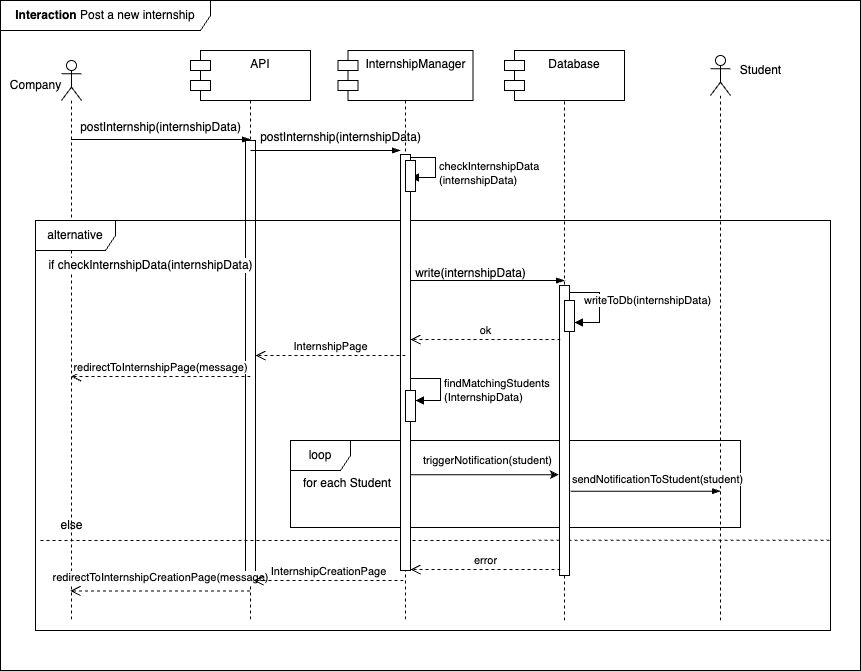 Interaction Post a new internship
Company
API
InternshipManager
Database
Student
postInternship(internshipData)
postInternship(internshipData)
checkInternshipData
(internshipData)
alternative
if checkInternshipData(internshipData)
write(internshipData)
writeToDb(internshipData)
ok
InternshipPage
redirectToInternshipPage(message)
findMatchingStudents
(InternshipData)
loop
for each Student
triggerNotification(student)
sendNotificationToStudent(student)
else
error
InternshipCreationPage
redirectToInternshipCreationPage(message)